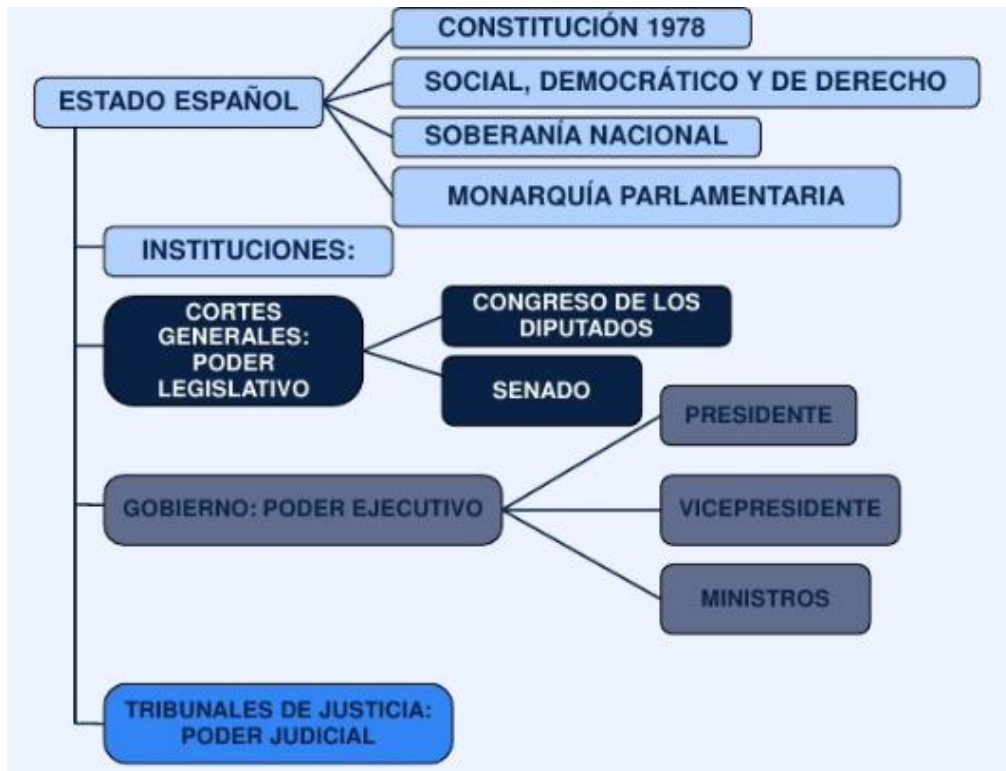 CONSTITUCIÓN 1978
ESTADO ESPAÑOL
SOCIAL, DEMOCRÁTICO Y DE DERECHO
SOBERANÍA NACIONAL
MONARQUÍA PARLAMENTARIA
INSTITUCIONES:
CORTES
GENERALES:
PODER
LEGISLATIVO
CONGRESO DE LOS
DIPUTADOS
SENADO
GOBIERNO: PODER EJECUTIVO
PRESIDENTE
VICEPRESIDENTE
MINISTROS
TRIBUNALES DE JUSTICIA:
PODER JUDICIAL